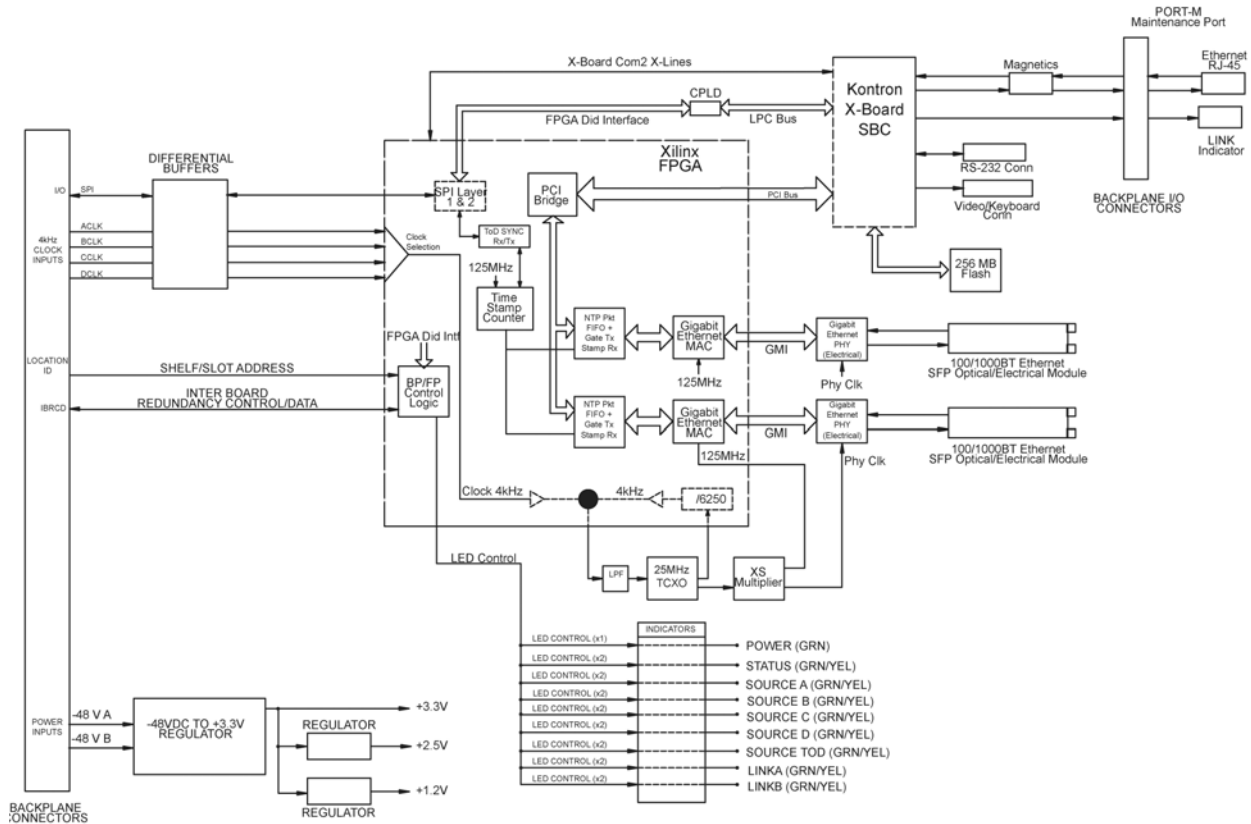 PORT-M
Maintenance Port
Ethernet
RJ-45
Magnetics
LINK
Indicator
BACKPLANE I/O
CONNECTORS
X-Board Com2 X-Lines
CPLD
FPGA Did Interface
LPC Bus
Kontron
X-Board
SBC
RS-232 Conn
Video/Keyboard
Conn
256 MB
Flash
DIFFERENTIAL
BUFFERS
Xilinx
FPGA
I/O
SPI
SPI Layer
1 & 2
PCI
Bridge
PCI Bus
4kHz
CLOCK
INPUTS
ACLK
BCLK
CCLK
DCLK
Clock
Selection
ToD SYNC
Rx/Tx
125MHz
Time
Stamp
Counter
NTP Pkt
FIFO +
Gate Tx
Stamp Rx
Gigabit
Ethernet
MAC
GMI
Gigabit
Ethernet
PHY
(Electrical)
100/1000BT Ethernet
SFP Optical/Electrical Module
125MHz
Phy Clk
FPGA Did Intf
LOCATION
ID
SHELF/SLOT ADDRESS
BP/FP
Control
Logic
INTER BOARD
REDUNDANCY CONTROL/DATA
IBRCD
NTP Pkt
FIFO +
Gate Tx
Stamp Rx
Gigabit
Ethernet
MAC
GMI
Gigabit
Ethernet
PHY
(Electrical)
100/1000BT Ethernet
SFP Optical/Electrical Module
125MHz
Phy Clk
Clock 4kHz
4kHz
/6250
LED Control
LPF
25MHz
TCXO
XS
Multiplier
INDICATORS
LED CONTROL (x1)
POWER (GRN)
LED CONTROL (x2)
STATUS (GRN/YEL)
LED CONTROL (x2)
SOURCE A (GRN/YEL)
LED CONTROL (x2)
SOURCE B (GRN/YEL)
LED CONTROL (x2)
SOURCE C (GRN/YEL)
LED CONTROL (x2)
SOURCE D (GRN/YEL)
LED CONTROL (x2)
SOURCE TOD (GRN/YEL)
LED CONTROL (x2)
LINKA (GRN/YEL)
LED CONTROL (x2)
LINKB (GRN/YEL)
POWER
INPUTS
-48 V A
-48 V B
-48VDC TO +3.3V
REGULATOR
+3.3V
REGULATOR
+2.5V
+1.2V
REGULATOR
BACKPLANE
:ONNECTORS